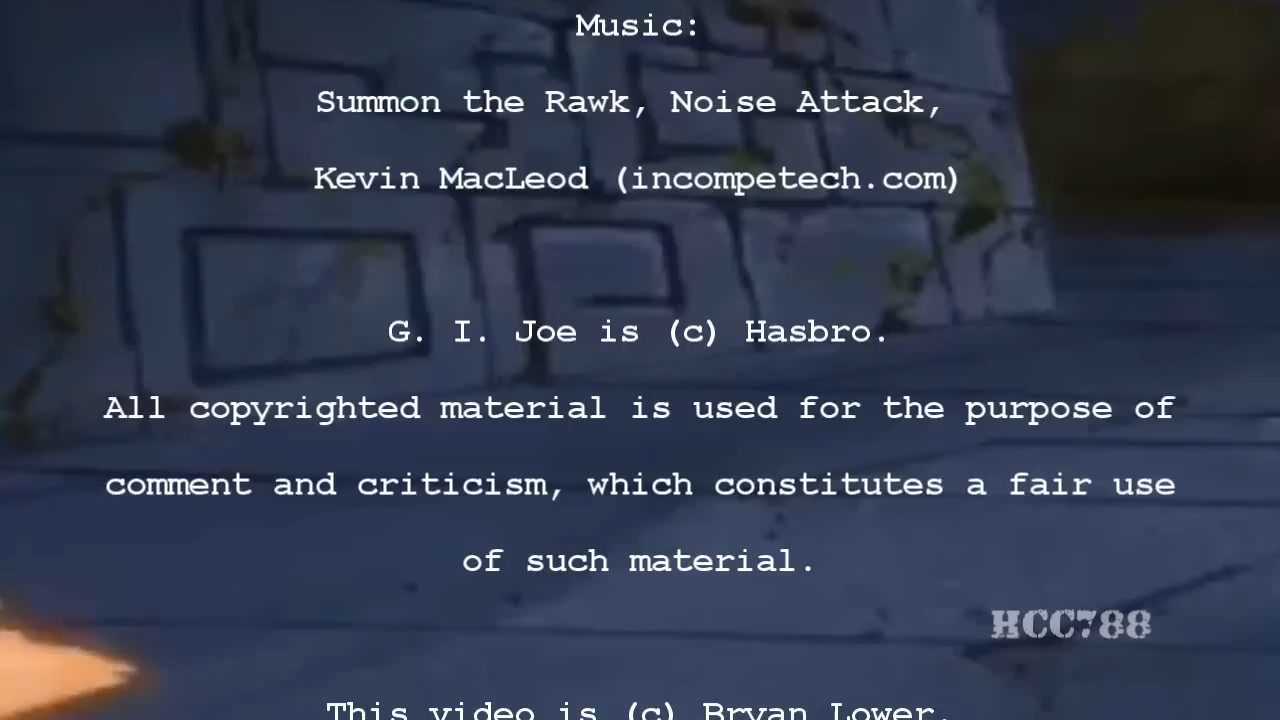 Music:
Summon the Rawk, Noise Attack,
Kevin MacLeod (incompetech.com)
G. I. Joe is (c) Hasbro.
All copyrighted material is used for the purpose of
comment and criticism, which constitutes a fair use
of such material.
HCC788
This video is (c) Bryan Lower.